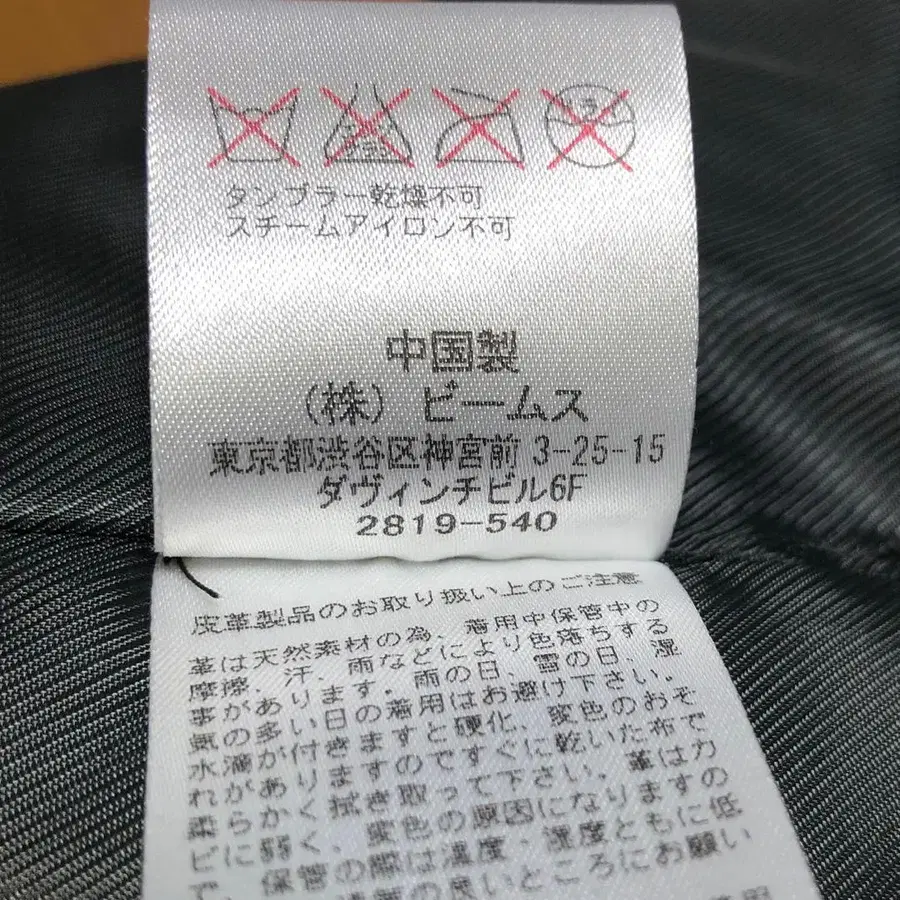 タンブラー乾燥不可
スチームアイロン不可
中国製
(株) ビームス
東京都渋谷区神宮前 3-25-15
ダヴィンチビル6F
2819-540
皮革製品のお取り扱い上のご注意
革は天然素材の為、着用中保管中の
摩擦、汗、雨などにより色落ちする
事があります。雨の日、雪の日、湿
気の多い日の着用はお避け下さい。
水滴が付きますと硬化、変色のおそ
れがありますのですぐに乾いた布で
柔らかく拭き取って下さい。革はカ
ビに弱く、変色の原因になりますの
で、保管の際は温度・湿度ともに低
の良いところにお願い